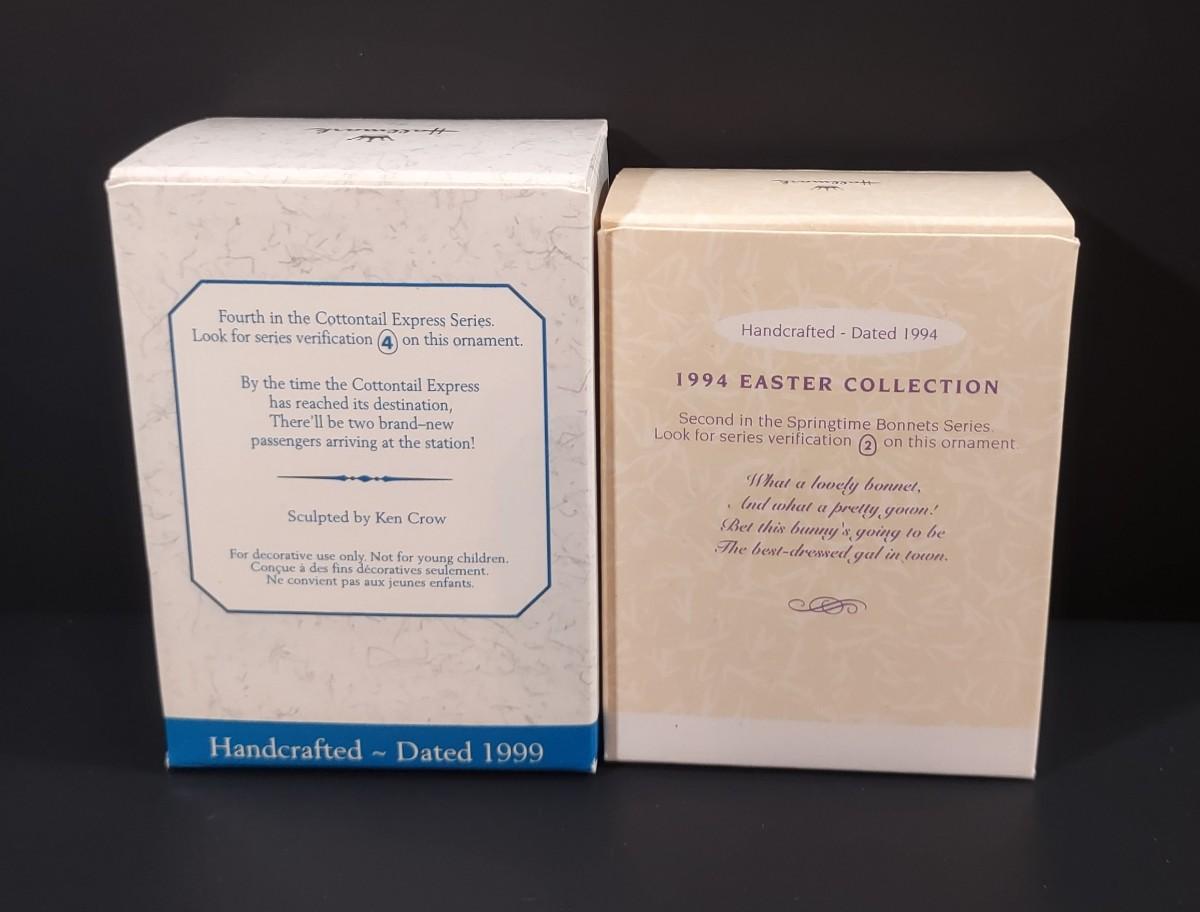 Hallmark
Fourth in the Cottontail Express Series.
Look for series verification 4 on this ornament.
By the time the Cottontail Express
has reached its destination,
There'll be two brand–new
passengers arriving at the station!
Sculpted by Ken Crow
For decorative use only. Not for young children.
Conçue à des fins décoratives seulement.
Ne convient pas aux jeunes enfants.
Handcrafted ~ Dated 1999
Hallmark
Handcrafted - Dated 1994
1994 EASTER COLLECTION
Second in the Springtime Bonnets Series.
Look for series verification 2 on this ornament.
What a lovely bonnet,
And what a pretty gown!
Bet this bunny's going to be
The best-dressed gal in town.